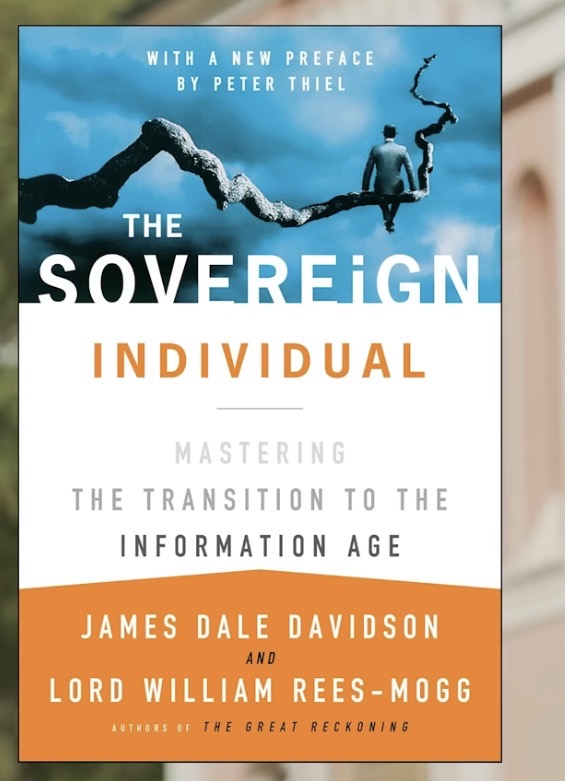 WITH A NEW PREFACE
BY PETER THIEL
THE
SOVEREiGN
INDIVIDUAL
MASTERING
THE TRANSITION TO THE
INFORMATION AGE
JAMES DALE DAVIDSON
AND
LORD WILLIAM REES-MOGG
AUTHORS OF THE GREAT RECKONING